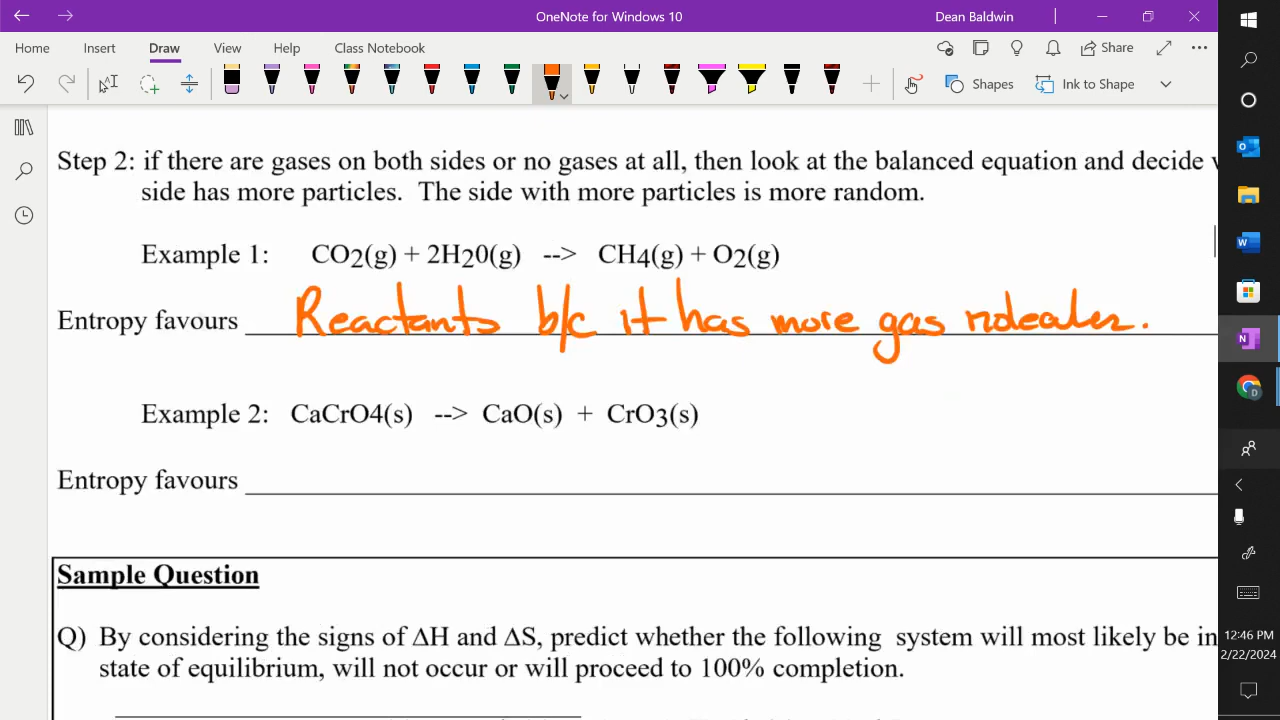 OneNote for Windows 10
Dean Baldwin
Home Insert Draw View Help Class Notebook Share
Shapes Ink to Shape
Step 2: if there are gases on both sides or no gases at all, then look at the balanced equation and decide
side has more particles. The side with more particles is more random.
Example 1: CO2(g) + 2H20(g) --> CH4(g) + O2(g)
Entropy favours Reactants b/c it has more gas
Example 2: CaCrO4(s) --> CaO(s) + CrO3(s)
Entropy favours
Sample Question
Q) By considering the signs of ΔH and ΔS, predict whether the following system will most likely be in
state of equilibrium, will not occur or will proceed to 100% completion.
12:46 PM
2/22/2024